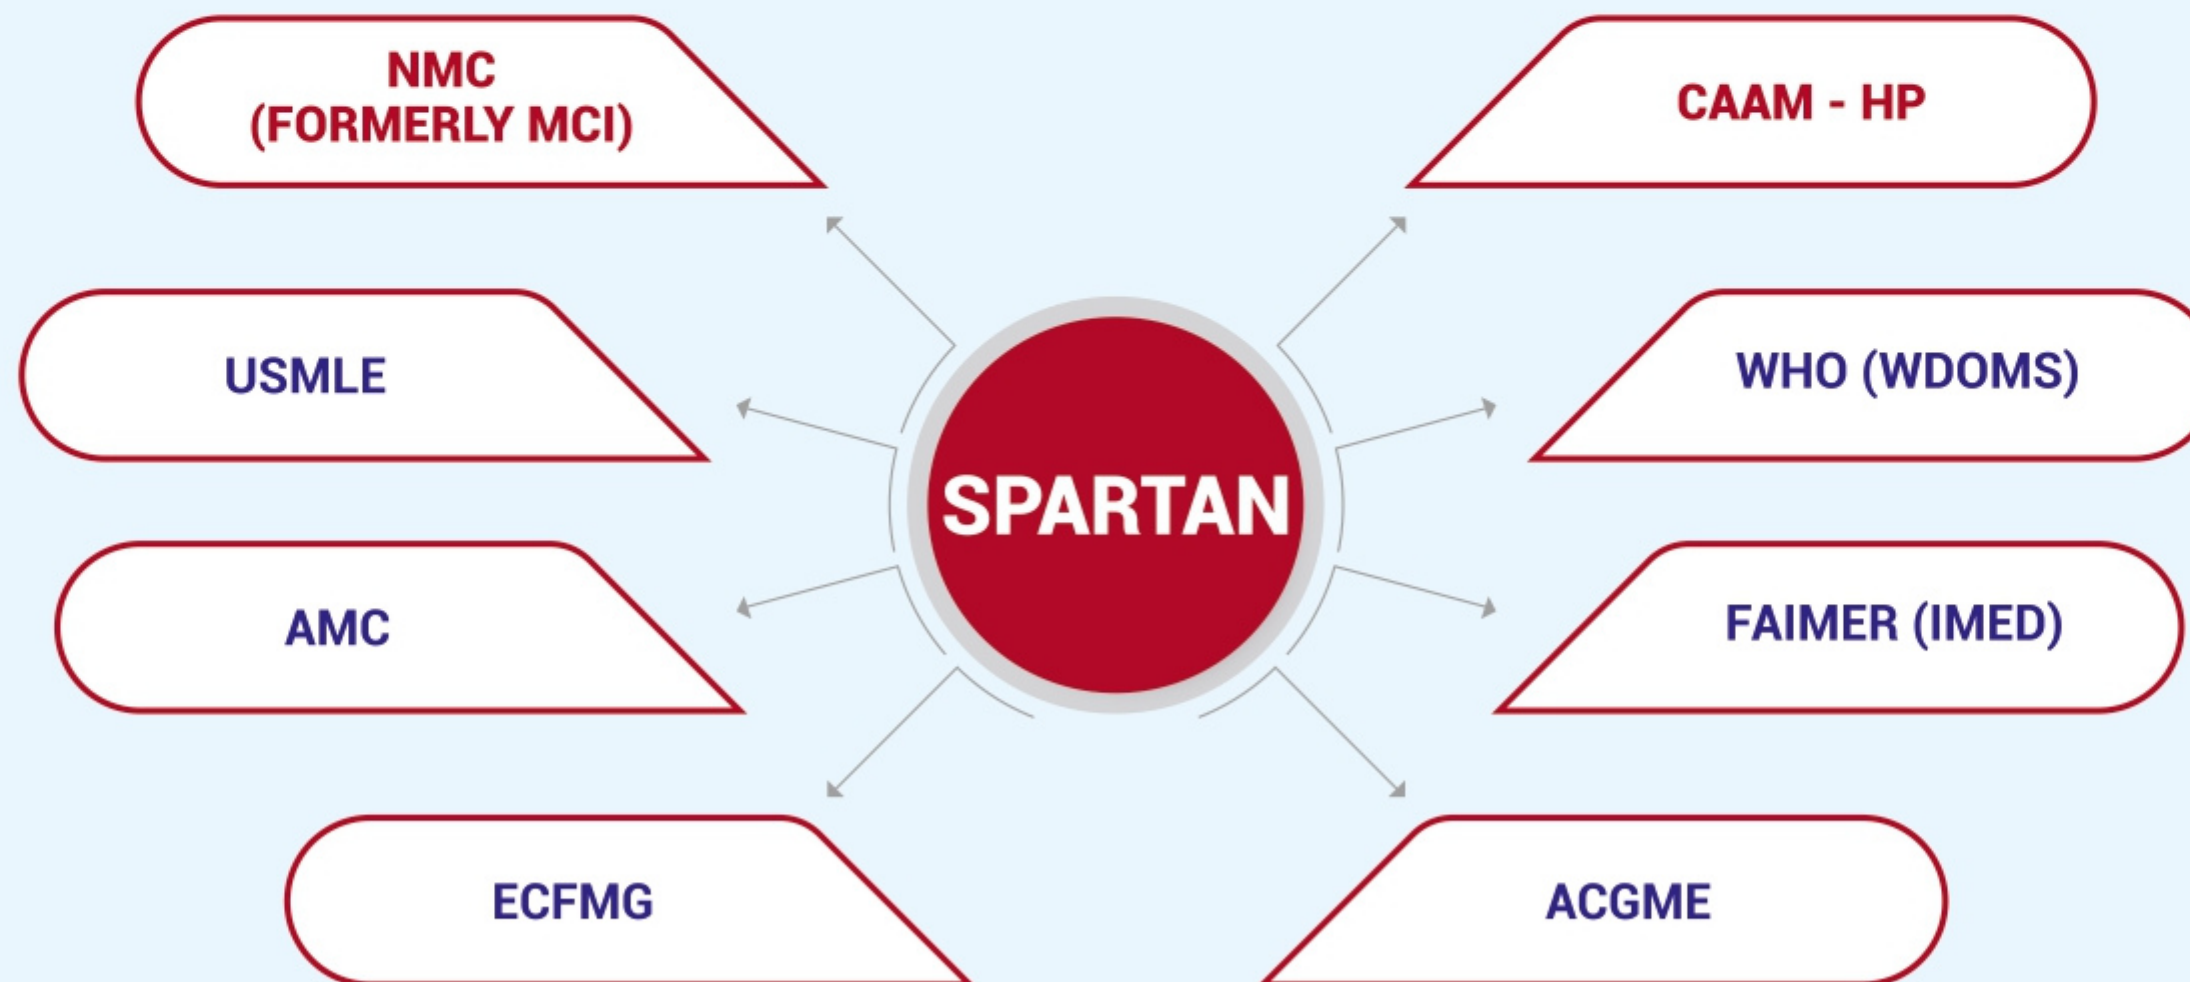 NMC
(FORMERLY MCI)
CAAM - HP
USMLE
WHO (WDOMS)
SPARTAN
AMC
FAIMER (IMED)
ECFMG
ACGME